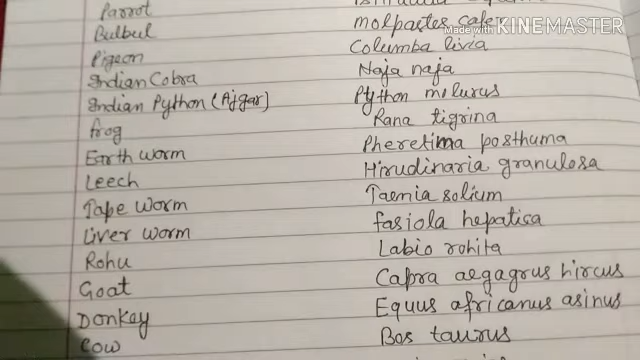 Parrot
Bulbul molpastes cafer
Pigeon Columba livia
Indian Cobra Naja naja
Indian Python (Ajgar) Python molurus
frog Rana tigrina
Earth worm Pheretima posthuma
Leech Hirudinaria granulosa
Tape worm Taenia solium
Liver worm fasiola hepatica
Rohu Labio rohita
Goat Capra aegagrus hircus
Donkey Equus africanus asinus
Cow Bos taurus
Made with KINEMASTER